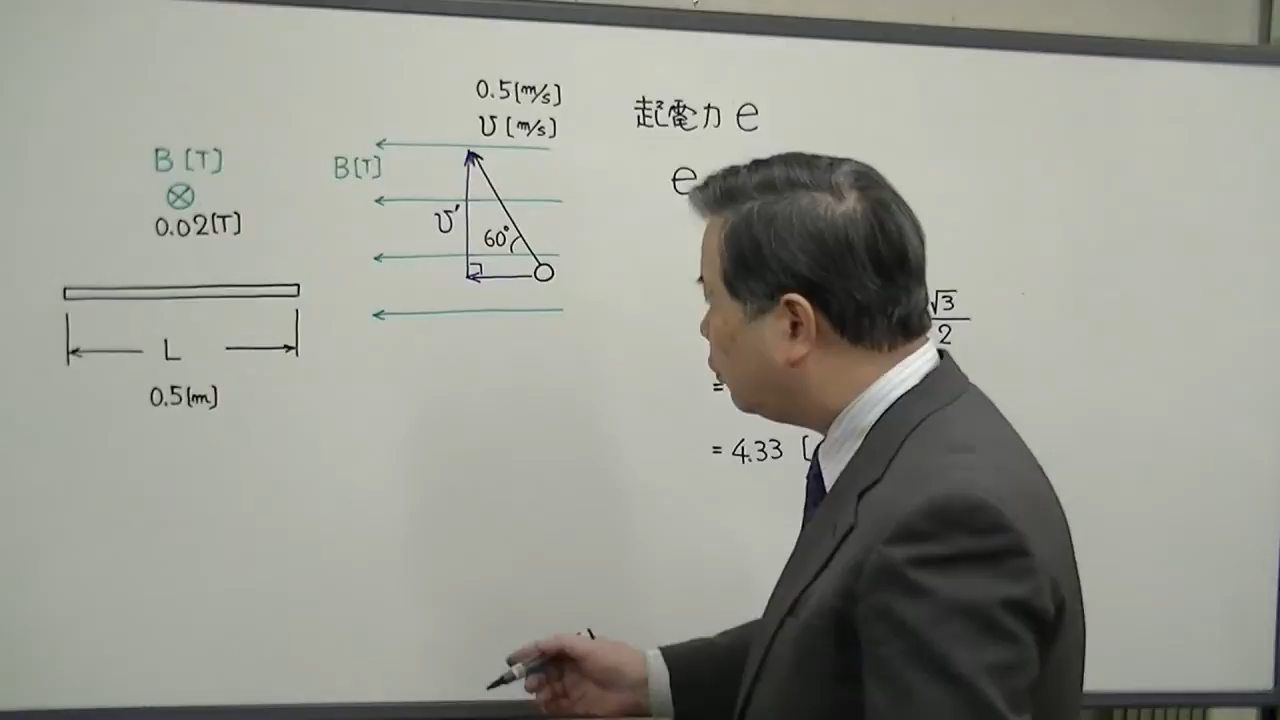 B [T]
0.02 [T]
L
0.5 [m]
0.5 [m/s]
υ [m/s]
B [T]
υ'
60°
起電力 e
e
√3
2
=
= 4.33 [